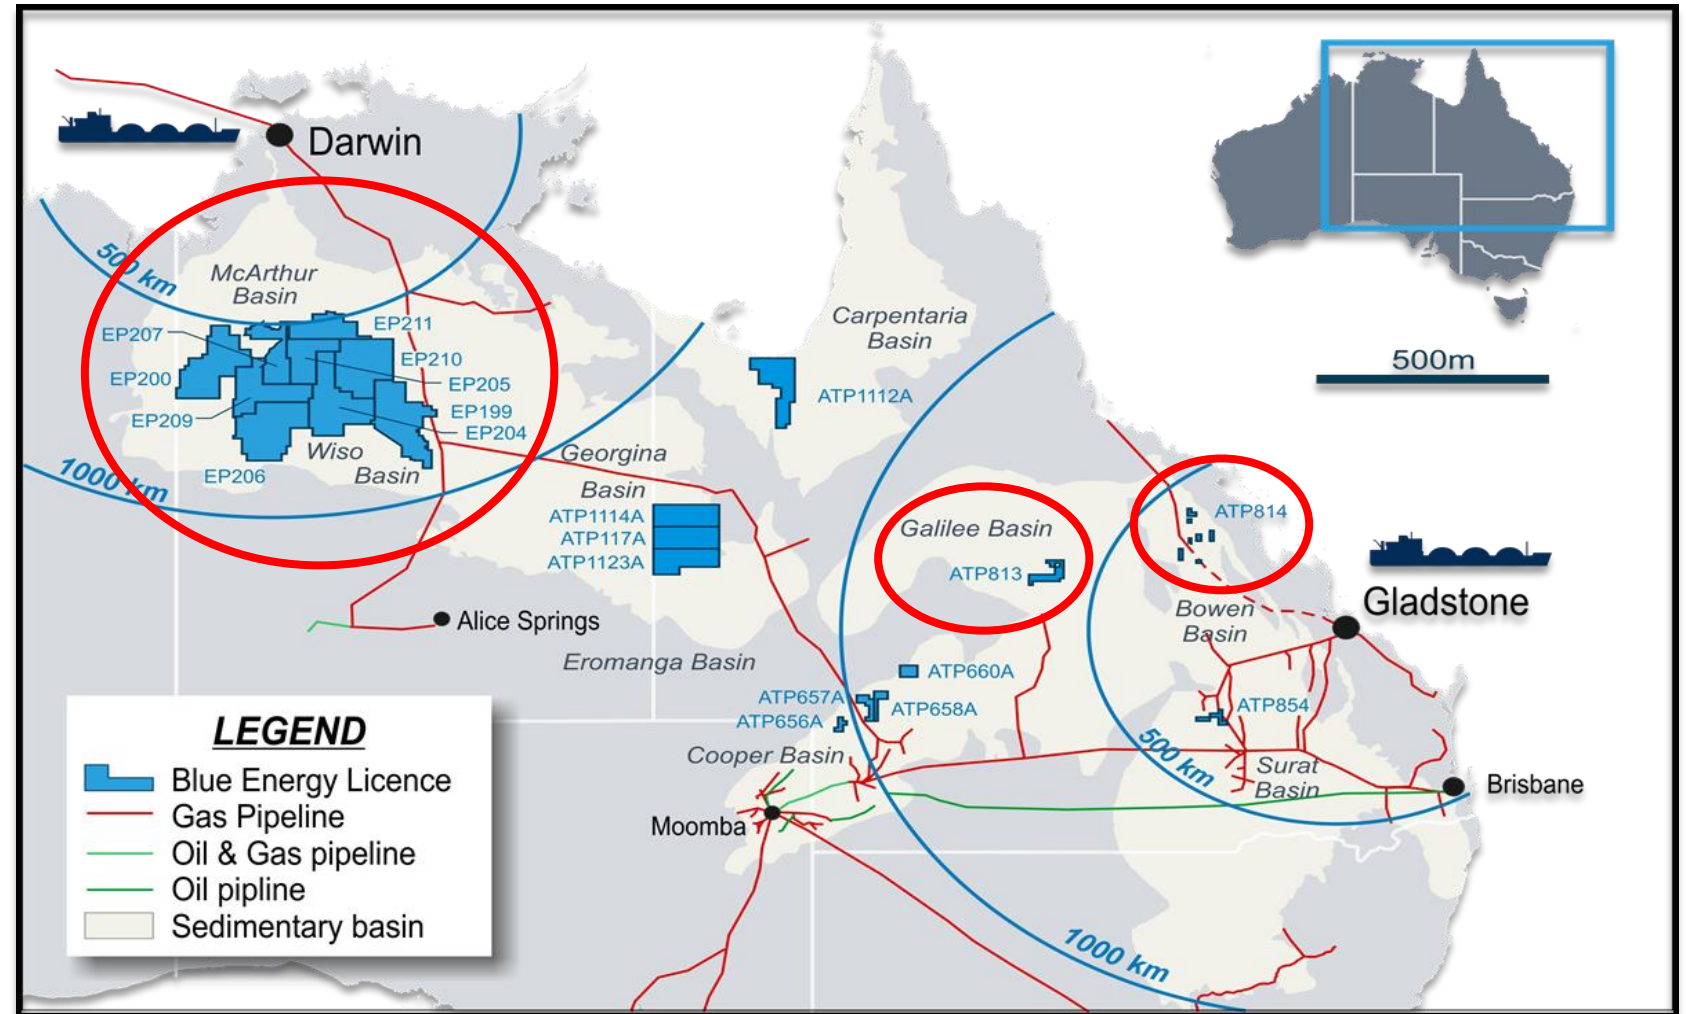 Darwin
500 km
McArthur
Basin
EP207
EP211
EP210
EP200
EP205
EP209
EP199
EP204
Wiso
Basin
EP206
1000 km
Georgina
Basin
ATP1114A
ATP117A
ATP1123A
Carpentaria
Basin
ATP1112A
500m
Galilee Basin
ATP813
ATP814
Bowen
Basin
Gladstone
Alice Springs
Eromanga Basin
ATP660A
ATP657A
ATP658A
ATP656A
ATP854
Cooper Basin
500 km
Surat
Basin
Brisbane
Moomba
1000 km
LEGEND
Blue Energy Licence
Gas Pipeline
Oil & Gas pipeline
Oil pipline
Sedimentary basin